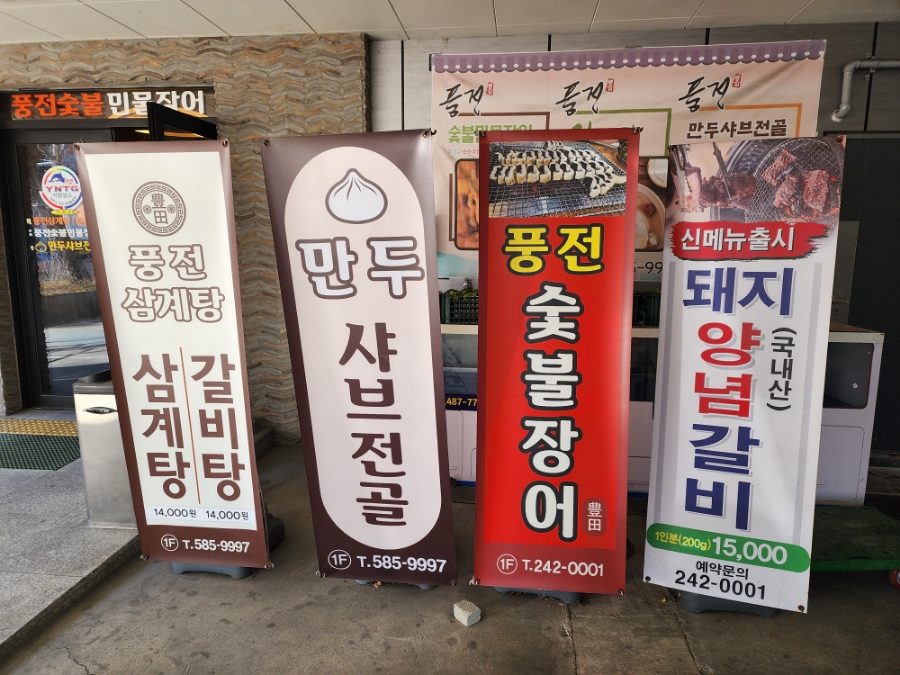 풍전숯불 민물장어
YNTG
풍전삼계탕
풍전숯불민물장
만두샤브전
풍전
풍전
풍전
숯불민물장어
만두샤브전골
487-77
豊田
풍전
삼계탕
삼계탕
갈비탕
14,000원 14,000원
1F T.585-9997
만두
샤브전골
1F T.585-9997
풍전
숯불장어
豊田
1F T.242-0001
신메뉴출시
돼지
양념갈비
(국내산)
1인분(200g) 15,000
예약문의
242-0001